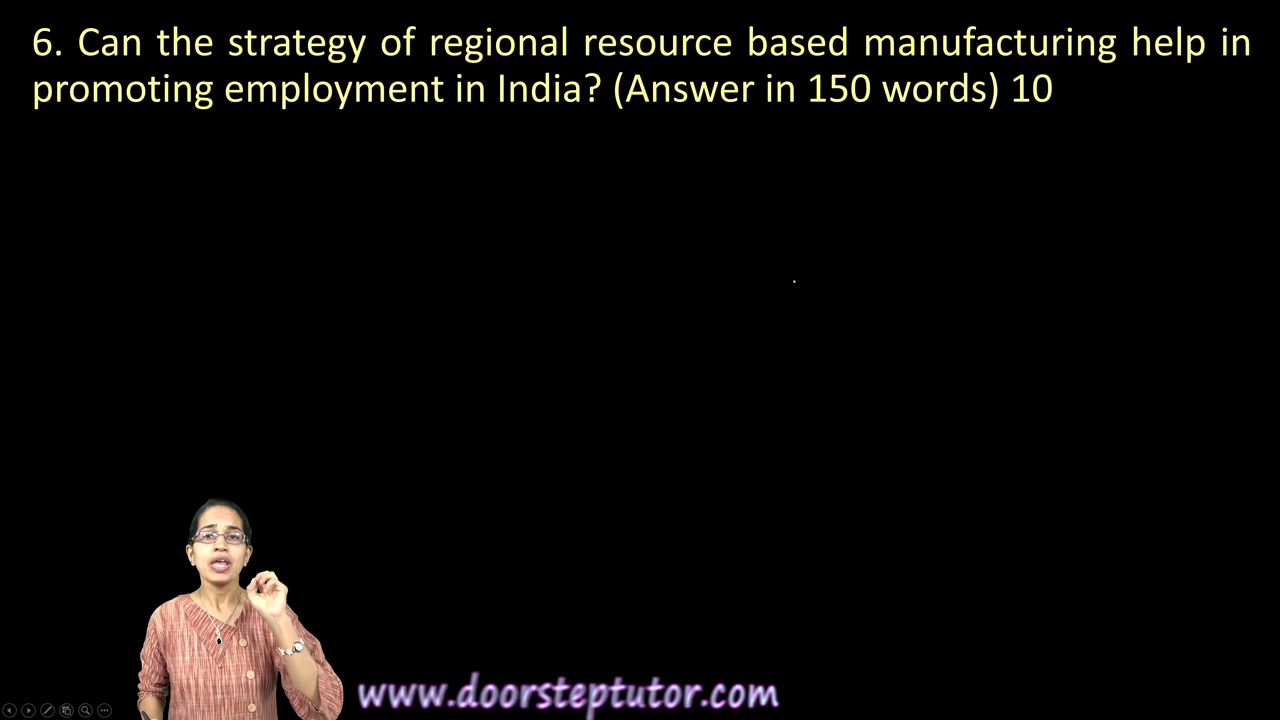 6. Can the strategy of regional resource based manufacturing help in
promoting employment in India? (Answer in 150 words) 10
www.doorsteptutor.com